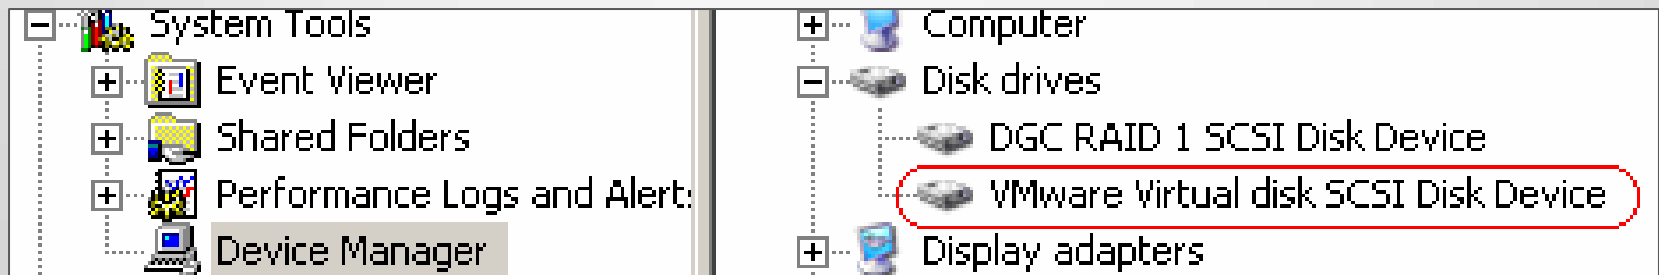 System Tools
Event Viewer
Shared Folders
Performance Logs and Alert
Device Manager
Computer
Disk drives
DGC RAID 1 SCSI Disk Device
VMware Virtual disk SCSI Disk Device
Display adapters